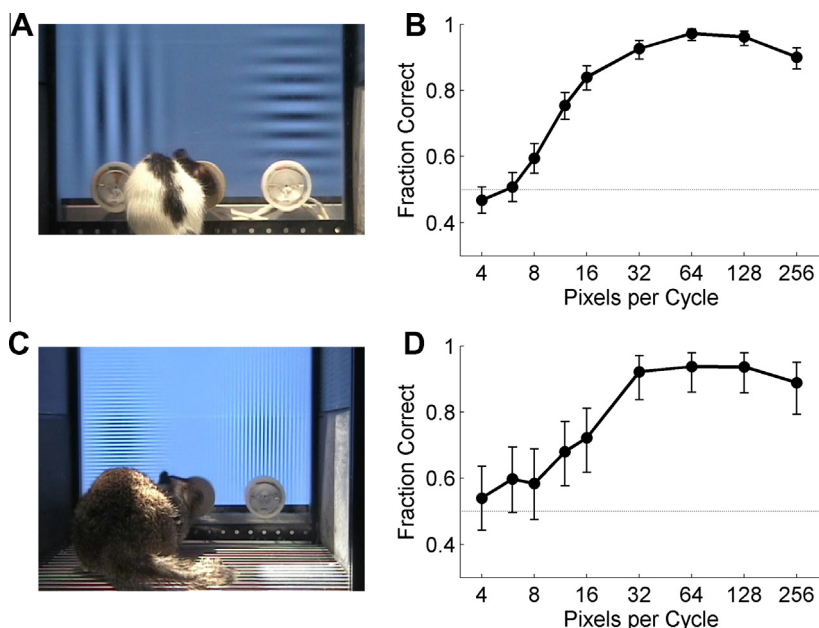 A
B
Fraction Correct
1
0.8
0.6
0.4
4 8 16 32 64 128 256
Pixels per Cycle
C
D
Fraction Correct
1
0.8
0.6
0.4
4 8 16 32 64 128 256
Pixels per Cycle